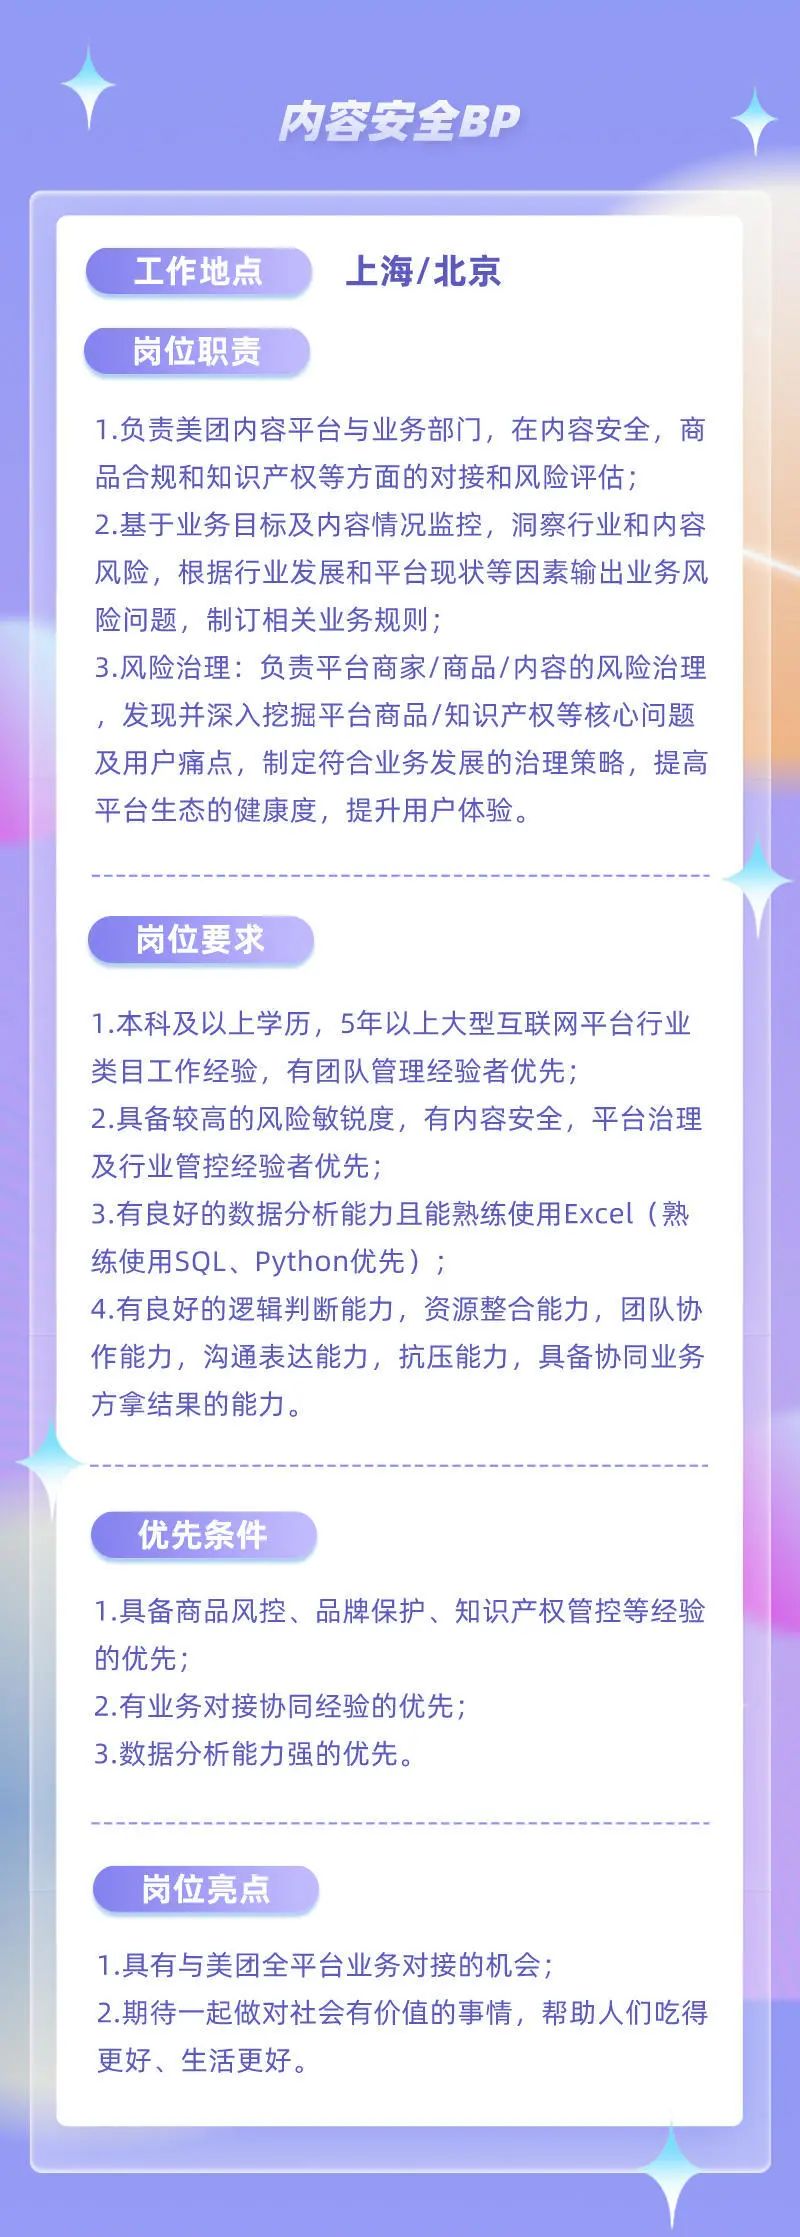 内容安全BP
工作地点 上海/北京
岗位职责
1.负责美团内容平台与业务部门，在内容安全，商
品合规和知识产权等方面的对接和风险评估；
2.基于业务目标及内容情况监控，洞察行业和内容
风险，根据行业发展和平台现状等因素输出业务风
险问题，制订相关业务规则；
3.风险治理：负责平台商家/商品/内容的风险治理
，发现并深入挖掘平台商品/知识产权等核心问题
及用户痛点，制定符合业务发展的治理策略，提高
平台生态的健康度，提升用户体验。
岗位要求
1.本科及以上学历，5年以上大型互联网平台行业
类目工作经验，有团队管理经验者优先；
2.具备较高的风险敏锐度，有内容安全，平台治理
及行业管控经验者优先；
3.有良好的数据分析能力且能熟练使用Excel（熟
练使用SQL、Python优先）；
4.有良好的逻辑判断能力，资源整合能力，团队协
作能力，沟通表达能力，抗压能力，具备协同业务
方拿结果的能力。
优先条件
1.具备商品风控、品牌保护、知识产权管控等经验
的优先；
2.有业务对接协同经验的优先；
3.数据分析能力强的优先。
岗位亮点
1.具有与美团全平台业务对接的机会；
2.期待一起做对社会有价值的事情，帮助人们吃得
更好、生活更好。